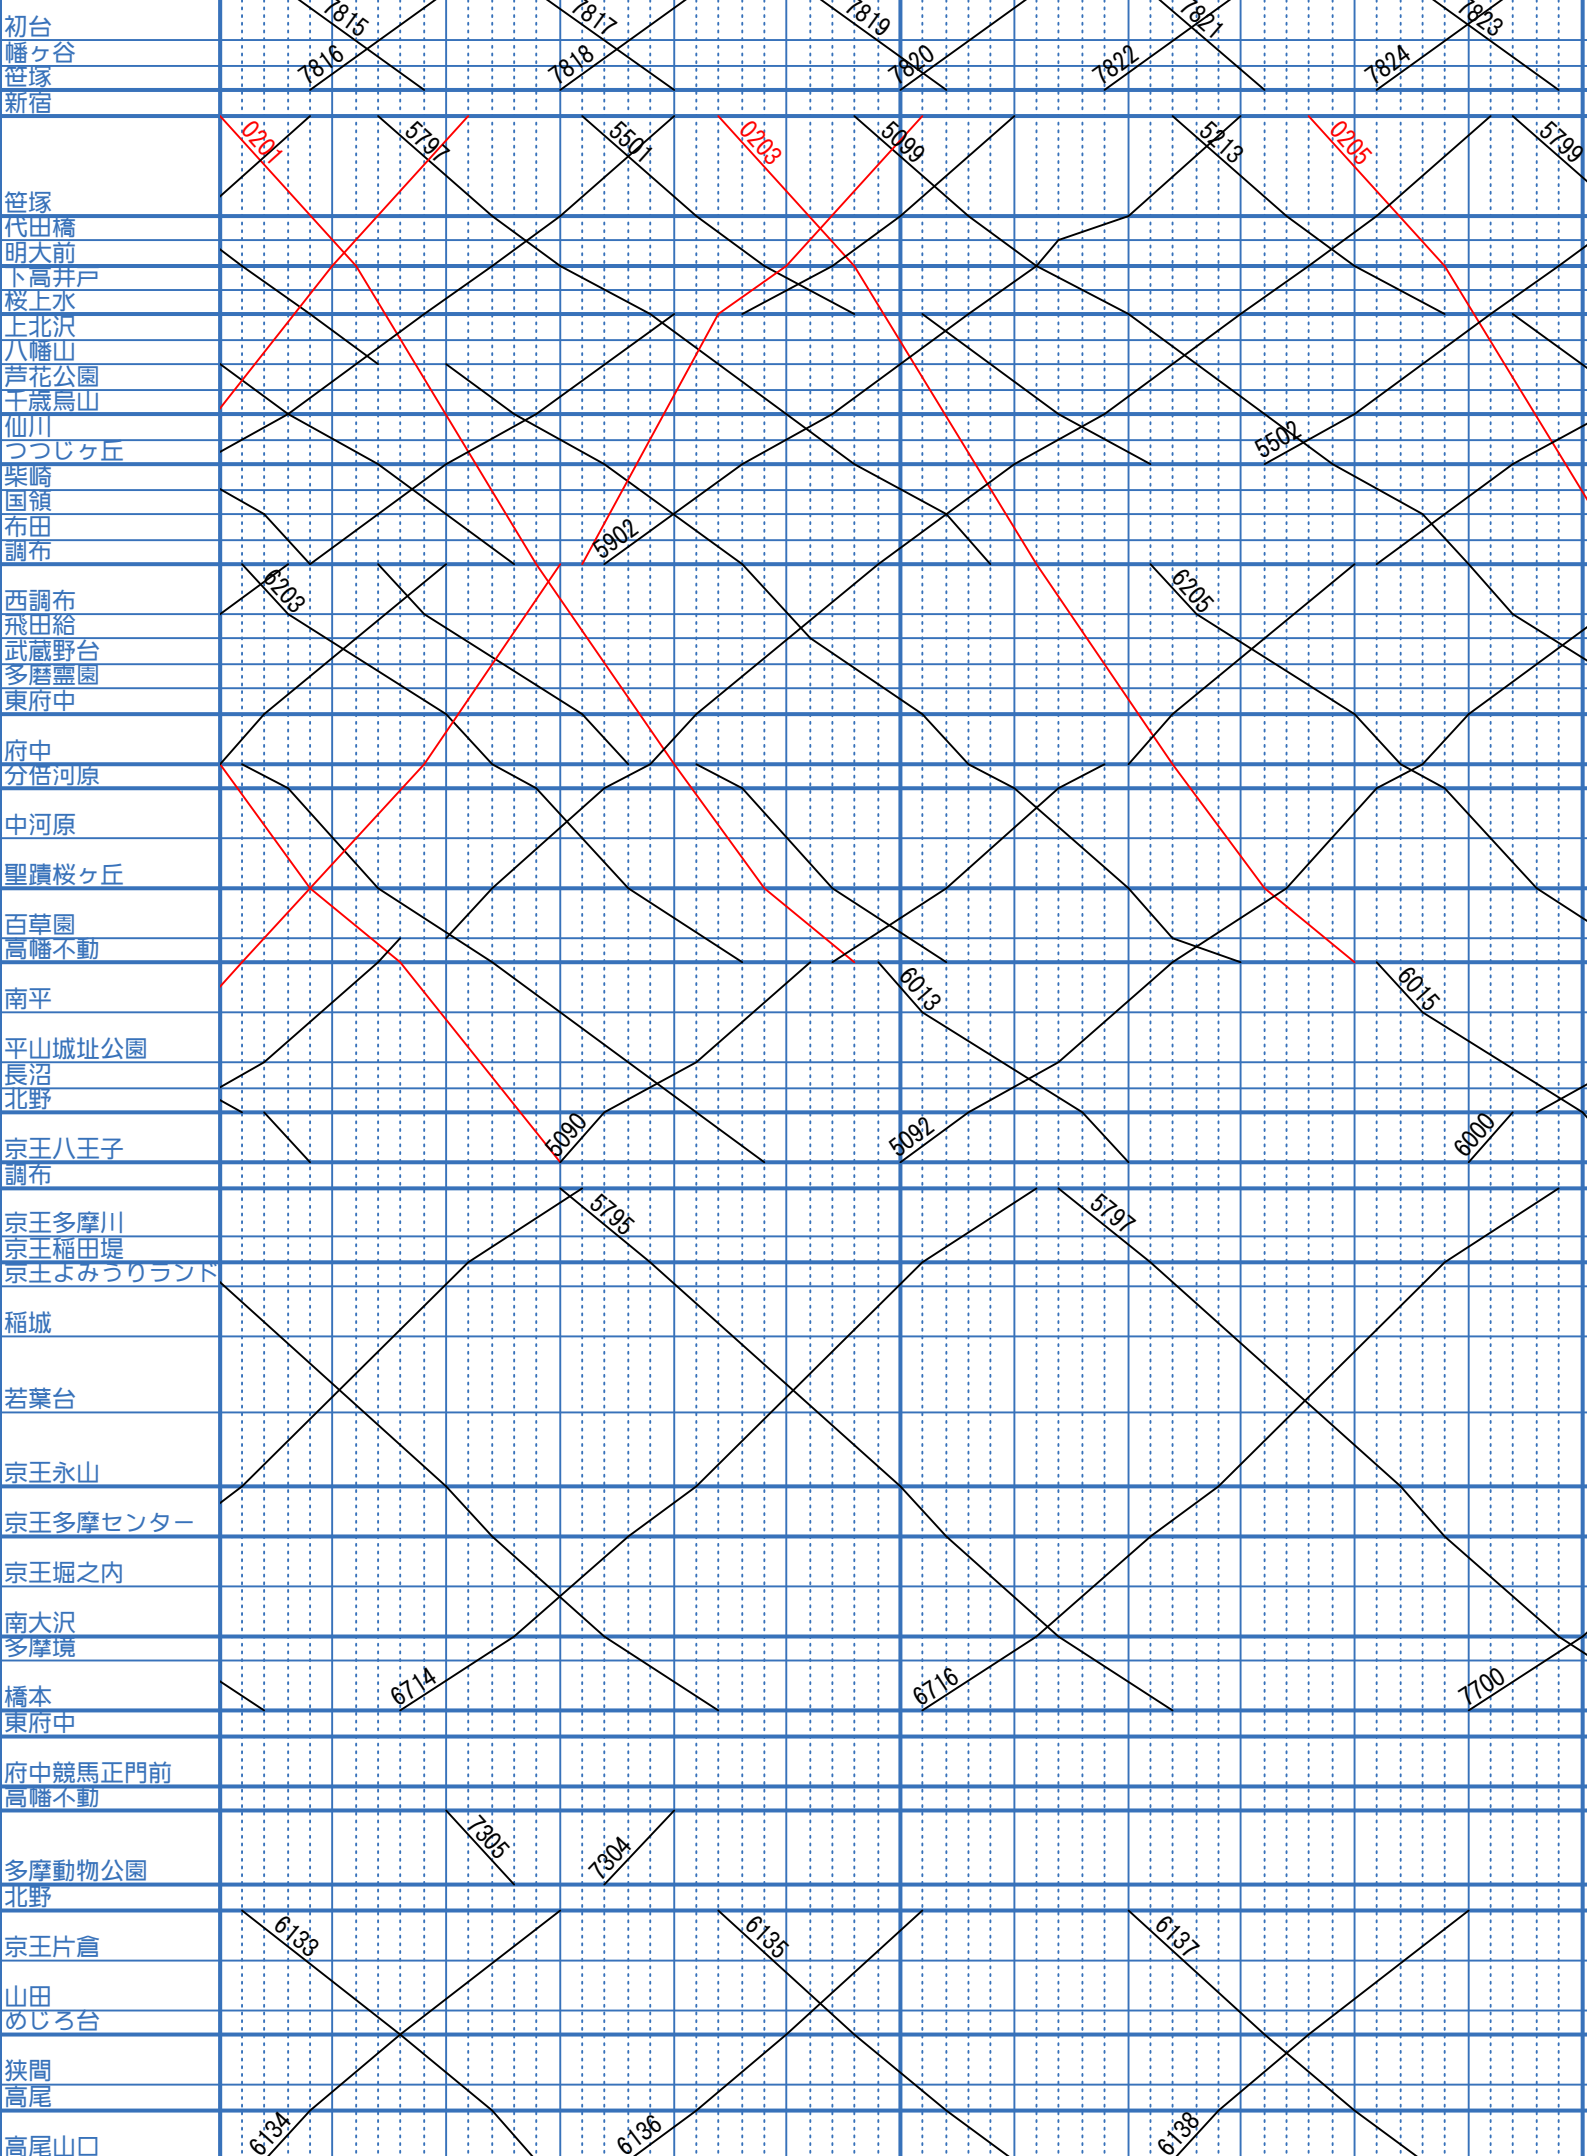 初台
7815
7817
7819
7821
7823
幡ヶ谷
7816
7818
7820
7822
7824
笹塚
新宿
0201
5797
5501
0203
5099
5213
0205
5799
笹塚
代田橋
明大前
下高井戸
桜上水
上北沢
八幡山
芦花公園
千歳烏山
仙川
5502
つつじヶ丘
柴崎
国領
布田
5902
調布
西調布
6203
6205
飛田給
武蔵野台
多磨霊園
東府中
府中
分倍河原
中河原
聖蹟桜ヶ丘
百草園
高幡不動
南平
6013
6015
平山城址公園
長沼
北野
京王八王子
5090
5092
6000
調布
京王多摩川
5795
5797
京王稲田堤
京王よみうりランド
稲城
若葉台
京王永山
京王多摩センター
京王堀之内
南大沢
多摩境
橋本
6714
6716
7700
東府中
府中競馬正門前
高幡不動
7305
7304
多摩動物公園
北野
京王片倉
6133
6135
6137
山田
めじろ台
狭間
高尾
高尾山口
6134
6136
6138